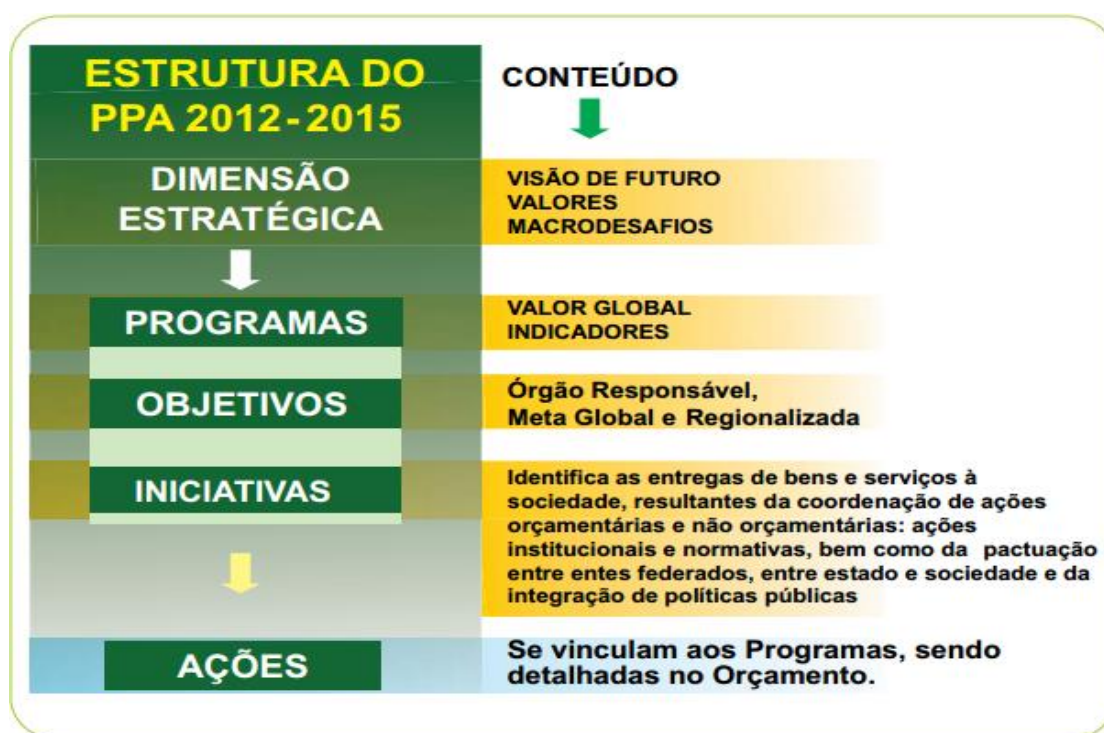 ESTRUTURA DO
PPA 2012-2015
CONTEÚDO
DIMENSÃO
ESTRATÉGICA
VISÃO DE FUTURO
VALORES
MACRODESAFIOS
PROGRAMAS
VALOR GLOBAL
INDICADORES
OBJETIVOS
Órgão Responsável,
Meta Global e Regionalizada
INICIATIVAS
Identifica as entregas de bens e serviços à
sociedade, resultantes da coordenação de ações
orçamentárias e não orçamentárias: ações
institucionais e normativas, bem como da pactuação
entre entes federados, entre estado e sociedade e da
integração de políticas públicas
AÇÕES
Se vinculam aos Programas, sendo
detalhadas no Orçamento.